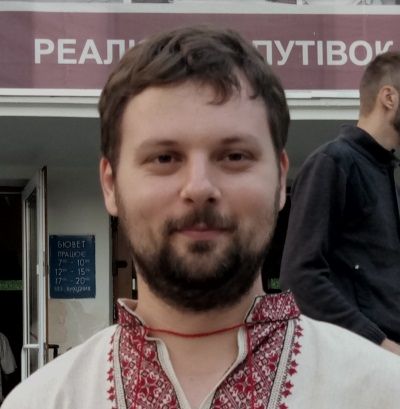 РЕАЛІ ПУТІВОК
БЮВЕТ
ПРАЦЮЄ
7⁰⁰ - 10⁰⁰
12⁰⁰ - 15⁰⁰
17⁰⁰ - 20⁰⁰